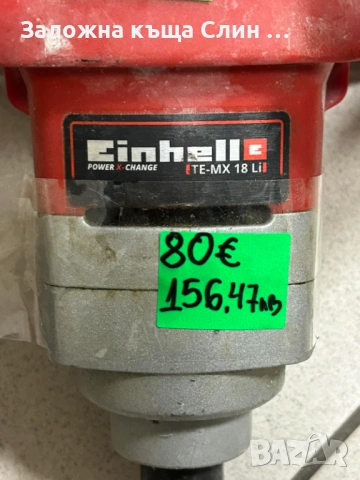 Заложна къща Слин ...
Einhell
POWER X-CHANGE
TE-MX 18 Li
80€
156,47лв
BAZAR